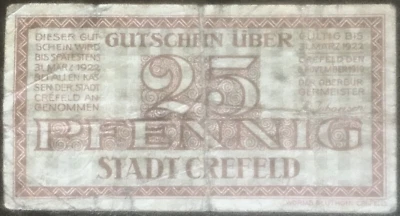 GUTSCHEIN ÜBER
DIESER GUT-
SCHEIN WIRD
BIS SPÄTESTENS
31. MÄRZ 1922
BEI ALLEN KAS-
SEN DER STADT
CREFELD AN-
GENOMMEN
GÜLTIG BIS
31. MÄRZ 1922
CREFELD DEN
DER OBERBÜR-
GERMEISTER
25
PFENNIG
STADT CREFELD